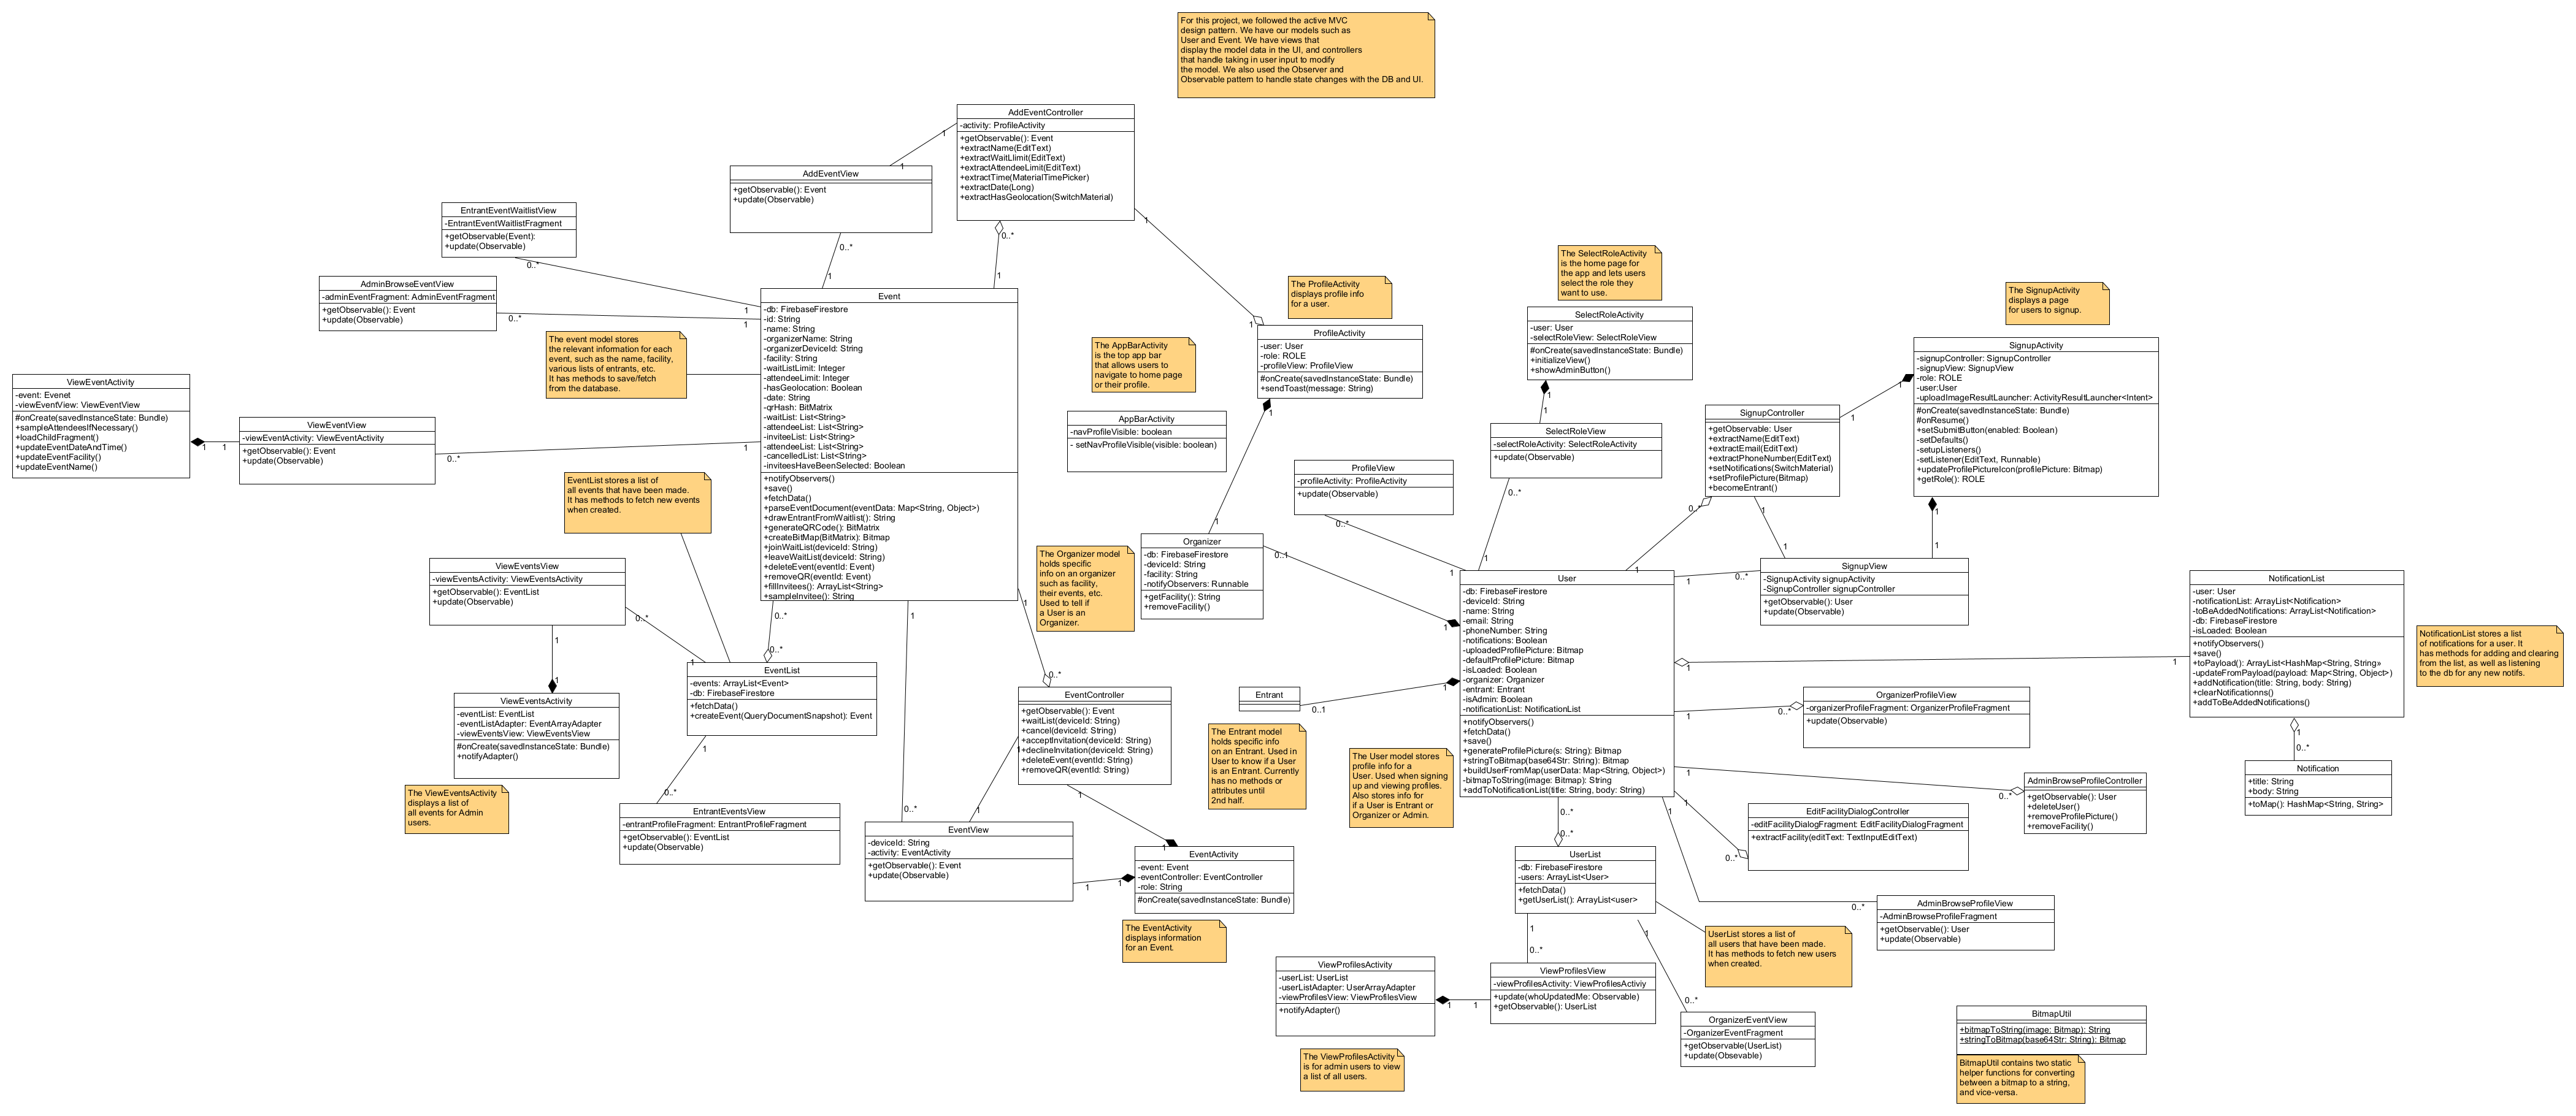 For this project, we followed the active MVC
design pattern. We have our models such as
User and Event. We have views that
display the model data in the UI, and controllers
that handle taking in user input to modify
the model. We also used the Observer and
Observable pattern to handle state changes with the DB and UI.
AddEventController
-activity: ProfileActivity
+getObservable(): Event
+extractName(EditText)
+extractWaitLlimit(EditText)
+extractAttendeeLimit(EditText)
+extractTime(MaterialTimePicker)
+extractDate(Long)
+extractHasGeolocation(SwitchMaterial)
1
1
0..*
1
1
1
AddEventView
+getObservable(): Event
+update(Observable)
0..*
1
EntrantEventWaitlistView
-EntrantEventWaitlistFragment
+getObservable(Event):
+update(Observable)
0..*
1
AdminBrowseEventView
-adminEventFragment: AdminEventFragment
+getObservable(): Event
+update(Observable)
0..*
1
Event
-db: FirebaseFirestore
-id: String
-name: String
-organizerName: String
-organizerDeviceId: String
-facility: String
-waitListLimit: Integer
-attendeeLimit: Integer
-hasGeolocation: Boolean
-date: String
-qrHash: BitMatrix
-waitList: List<String>
-attendeeList: List<String>
-inviteeList: List<String>
-attendeeList: List<String>
-cancelledList: List<String>
-inviteesHaveBeenSelected: Boolean
+notifyObservers()
+save()
+fetchData()
+parseEventDocument(eventData: Map<String, Object>)
+drawEntrantFromWaitlist(): String
+generateQRCode(): BitMatrix
+createBitMap(BitMatrix): Bitmap
+joinWaitList(deviceId: String)
+leaveWaitList(deviceId: String)
+deleteEvent(eventId: Event)
+removeQR(eventId: Event)
+fillInvitees(): ArrayList<String>
+sampleInvitee(): String
The event model stores
the relevant information for each
event, such as the name, facility,
various lists of entrants, etc.
It has methods to save/fetch
from the database.
ViewEventActivity
-event: Evenet
-viewEventView: ViewEventView
#onCreate(savedInstanceState: Bundle)
+sampleAttendeesIfNecessary()
+loadChildFragment()
+updateEventDateAndTime()
+updateEventFacility()
+updateEventName()
1
1
ViewEventView
-viewEventActivity: ViewEventActivity
+getObservable(): Event
+update(Observable)
0..*
1
EventList stores a list of
all events that have been made.
It has methods to fetch new events
when created.
ViewEventsView
-viewEventsActivity: ViewEventsActivity
+getObservable(): EventList
+update(Observable)
0..*
1
1
1
ViewEventsActivity
-eventList: EventList
-eventListAdapter: EventArrayAdapter
-viewEventsView: ViewEventsView
#onCreate(savedInstanceState: Bundle)
+notifyAdapter()
The ViewEventsActivity
displays a list of
all events for Admin
users.
0..*
0..*
EventList
-events: ArrayList<Event>
-db: FirebaseFirestore
+fetchData()
+createEvent(QueryDocumentSnapshot): Event
1
0..*
EntrantEventsView
-entrantProfileFragment: EntrantProfileFragment
+getObservable(): EventList
+update(Observable)
1
0..*
EventView
-deviceId: String
-activity: EventActivity
+getObservable(): Event
+update(Observable)
1
0..*
EventController
+getObservable(): Event
+waitList(deviceId: String)
+cancel(deviceId: String)
+acceptInvitation(deviceId: String)
+declineInvitation(deviceId: String)
+deleteEvent(eventId: String)
+removeQR(eventId: String)
1
1
1
1
1
1
EventActivity
-event: Event
-eventController: EventController
-role: String
#onCreate(savedInstanceState: Bundle)
The EventActivity
displays information
for an Event.
The AppBarActivity
is the top app bar
that allows users to
navigate to home page
or their profile.
AppBarActivity
-navProfileVisible: boolean
- setNavProfileVisible(visible: boolean)
The ProfileActivity
displays profile info
for a user.
ProfileActivity
-user: User
-role: ROLE
-profileView: ProfileView
#onCreate(savedInstanceState: Bundle)
+sendToast(message: String)
1
1
The Organizer model
holds specific
info on an organizer
such as facility,
their events, etc.
Used to tell if
a User is an
Organizer.
Organizer
-db: FirebaseFirestore
-deviceId: String
-facility: String
-notifyObservers: Runnable
+getFacility(): String
+removeFacility()
0..1
1
ProfileView
-profileActivity: ProfileActivity
+update(Observable)
0..*
1
The SelectRoleActivity
is the home page for
the app and lets users
select the role they
want to use.
SelectRoleActivity
-user: User
-selectRoleView: SelectRoleView
#onCreate(savedInstanceState: Bundle)
+initializeView()
+showAdminButton()
1
1
SelectRoleView
-selectRoleActivity: SelectRoleActivity
+update(Observable)
0..*
1
The SignupActivity
displays a page
for users to signup.
SignupActivity
-signupController: SignupController
-signupView: SignupView
-role: ROLE
-user:User
-uploadImageResultLauncher: ActivityResultLauncher<Intent>
#onCreate(savedInstanceState: Bundle)
#onResume()
+setSubmitButton(enabled: Boolean)
-setDefaults()
-setupListeners()
-setListener(EditText, Runnable)
+updateProfilePictureIcon(profilePicture: Bitmap)
+getRole(): ROLE
1
1
1
1
SignupController
+getObservable: User
+extractName(EditText)
+extractEmail(EditText)
+extractPhoneNumber(EditText)
+setNotifications(SwitchMaterial)
+setProfilePicture(Bitmap)
+becomeEntrant()
0..*
1
1
1
SignupView
-SignupActivity signupActivity
-SignupController signupController
+getObservable(): User
+update(Observable)
0..*
1
User
-db: FirebaseFirestore
-deviceId: String
-name: String
-email: String
-phoneNumber: String
-notifications: Boolean
-uploadedProfilePicture: Bitmap
-defaultProfilePicture: Bitmap
-isLoaded: Boolean
-organizer: Organizer
-entrant: Entrant
-isAdmin: Boolean
-notificationList: NotificationList
+notifyObservers()
+fetchData()
+save()
+generateProfilePicture(s: String): Bitmap
+stringToBitmap(base64Str: String): Bitmap
+buildUserFromMap(userData: Map<String, Object>)
-bitmapToString(image: Bitmap): String
+addToNotificationList(title: String, body: String)
Entrant
0..1
1
The Entrant model
holds specific info
on an Entrant. Used in
User to know if a User
is an Entrant. Currently
has no methods or
attributes until
2nd half.
The User model stores
profile info for a
User. Used when signing
up and viewing profiles.
Also stores info for
if a User is Entrant or
Organizer or Admin.
1
1
NotificationList
-user: User
-notificationList: ArrayList<Notification>
-toBeAddedNotifications: ArrayList<Notification>
-db: FirebaseFirestore
-isLoaded: Boolean
+notifyObservers()
+save()
+toPayload(): ArrayList<HashMap<String, String>>
-updateFromPayload(payload: Map<String, Object>)
+addNotification(title: String, body: String)
+clearNotificationns()
+addToBeAddedNotifications()
NotificationList stores a list
of notifications for a user. It
has methods for adding and clearing
from the list, as well as listening
to the db for any new notifs.
1
0..*
Notification
+title: String
+body: String
+toMap(): HashMap<String, String>
1
0..*
OrganizerProfileView
-organizerProfileFragment: OrganizerProfileFragment
+update(Observable)
1
0..*
AdminBrowseProfileController
+getObservable(): User
+deleteUser()
+removeProfilePicture()
+removeFacility()
1
0..*
EditFacilityDialogController
-editFacilityDialogFragment: EditFacilityDialogFragment
+extractFacility(editText: TextInputEditText)
1
0..*
AdminBrowseProfileView
-AdminBrowseProfileFragment
+getObservable(): User
+update(Observable)
0..*
0..*
UserList
-db: FirebaseFirestore
-users: ArrayList<User>
+fetchData()
+getUserList(): ArrayList<user>
UserList stores a list of
all users that have been made.
It has methods to fetch new users
when created.
1
0..*
1
0..*
ViewProfilesActivity
-userList: UserList
-userListAdapter: UserArrayAdapter
-viewProfilesView: ViewProfilesView
+notifyAdapter()
1
1
ViewProfilesView
-viewProfilesActivity: ViewProfilesActiviy
+update(whoUpdatedMe: Observable)
+getObservable(): UserList
The ViewProfilesActivity
is for admin users to view
a list of all users.
OrganizerEventView
-OrganizerEventFragment
+getObservable(UserList)
+update(Obsevable)
BitmapUtil
+bitmapToString(image: Bitmap): String
+stringToBitmap(base64Str: String): Bitmap
BitmapUtil contains two static
helper functions for converting
between a bitmap to a string,
and vice-versa.